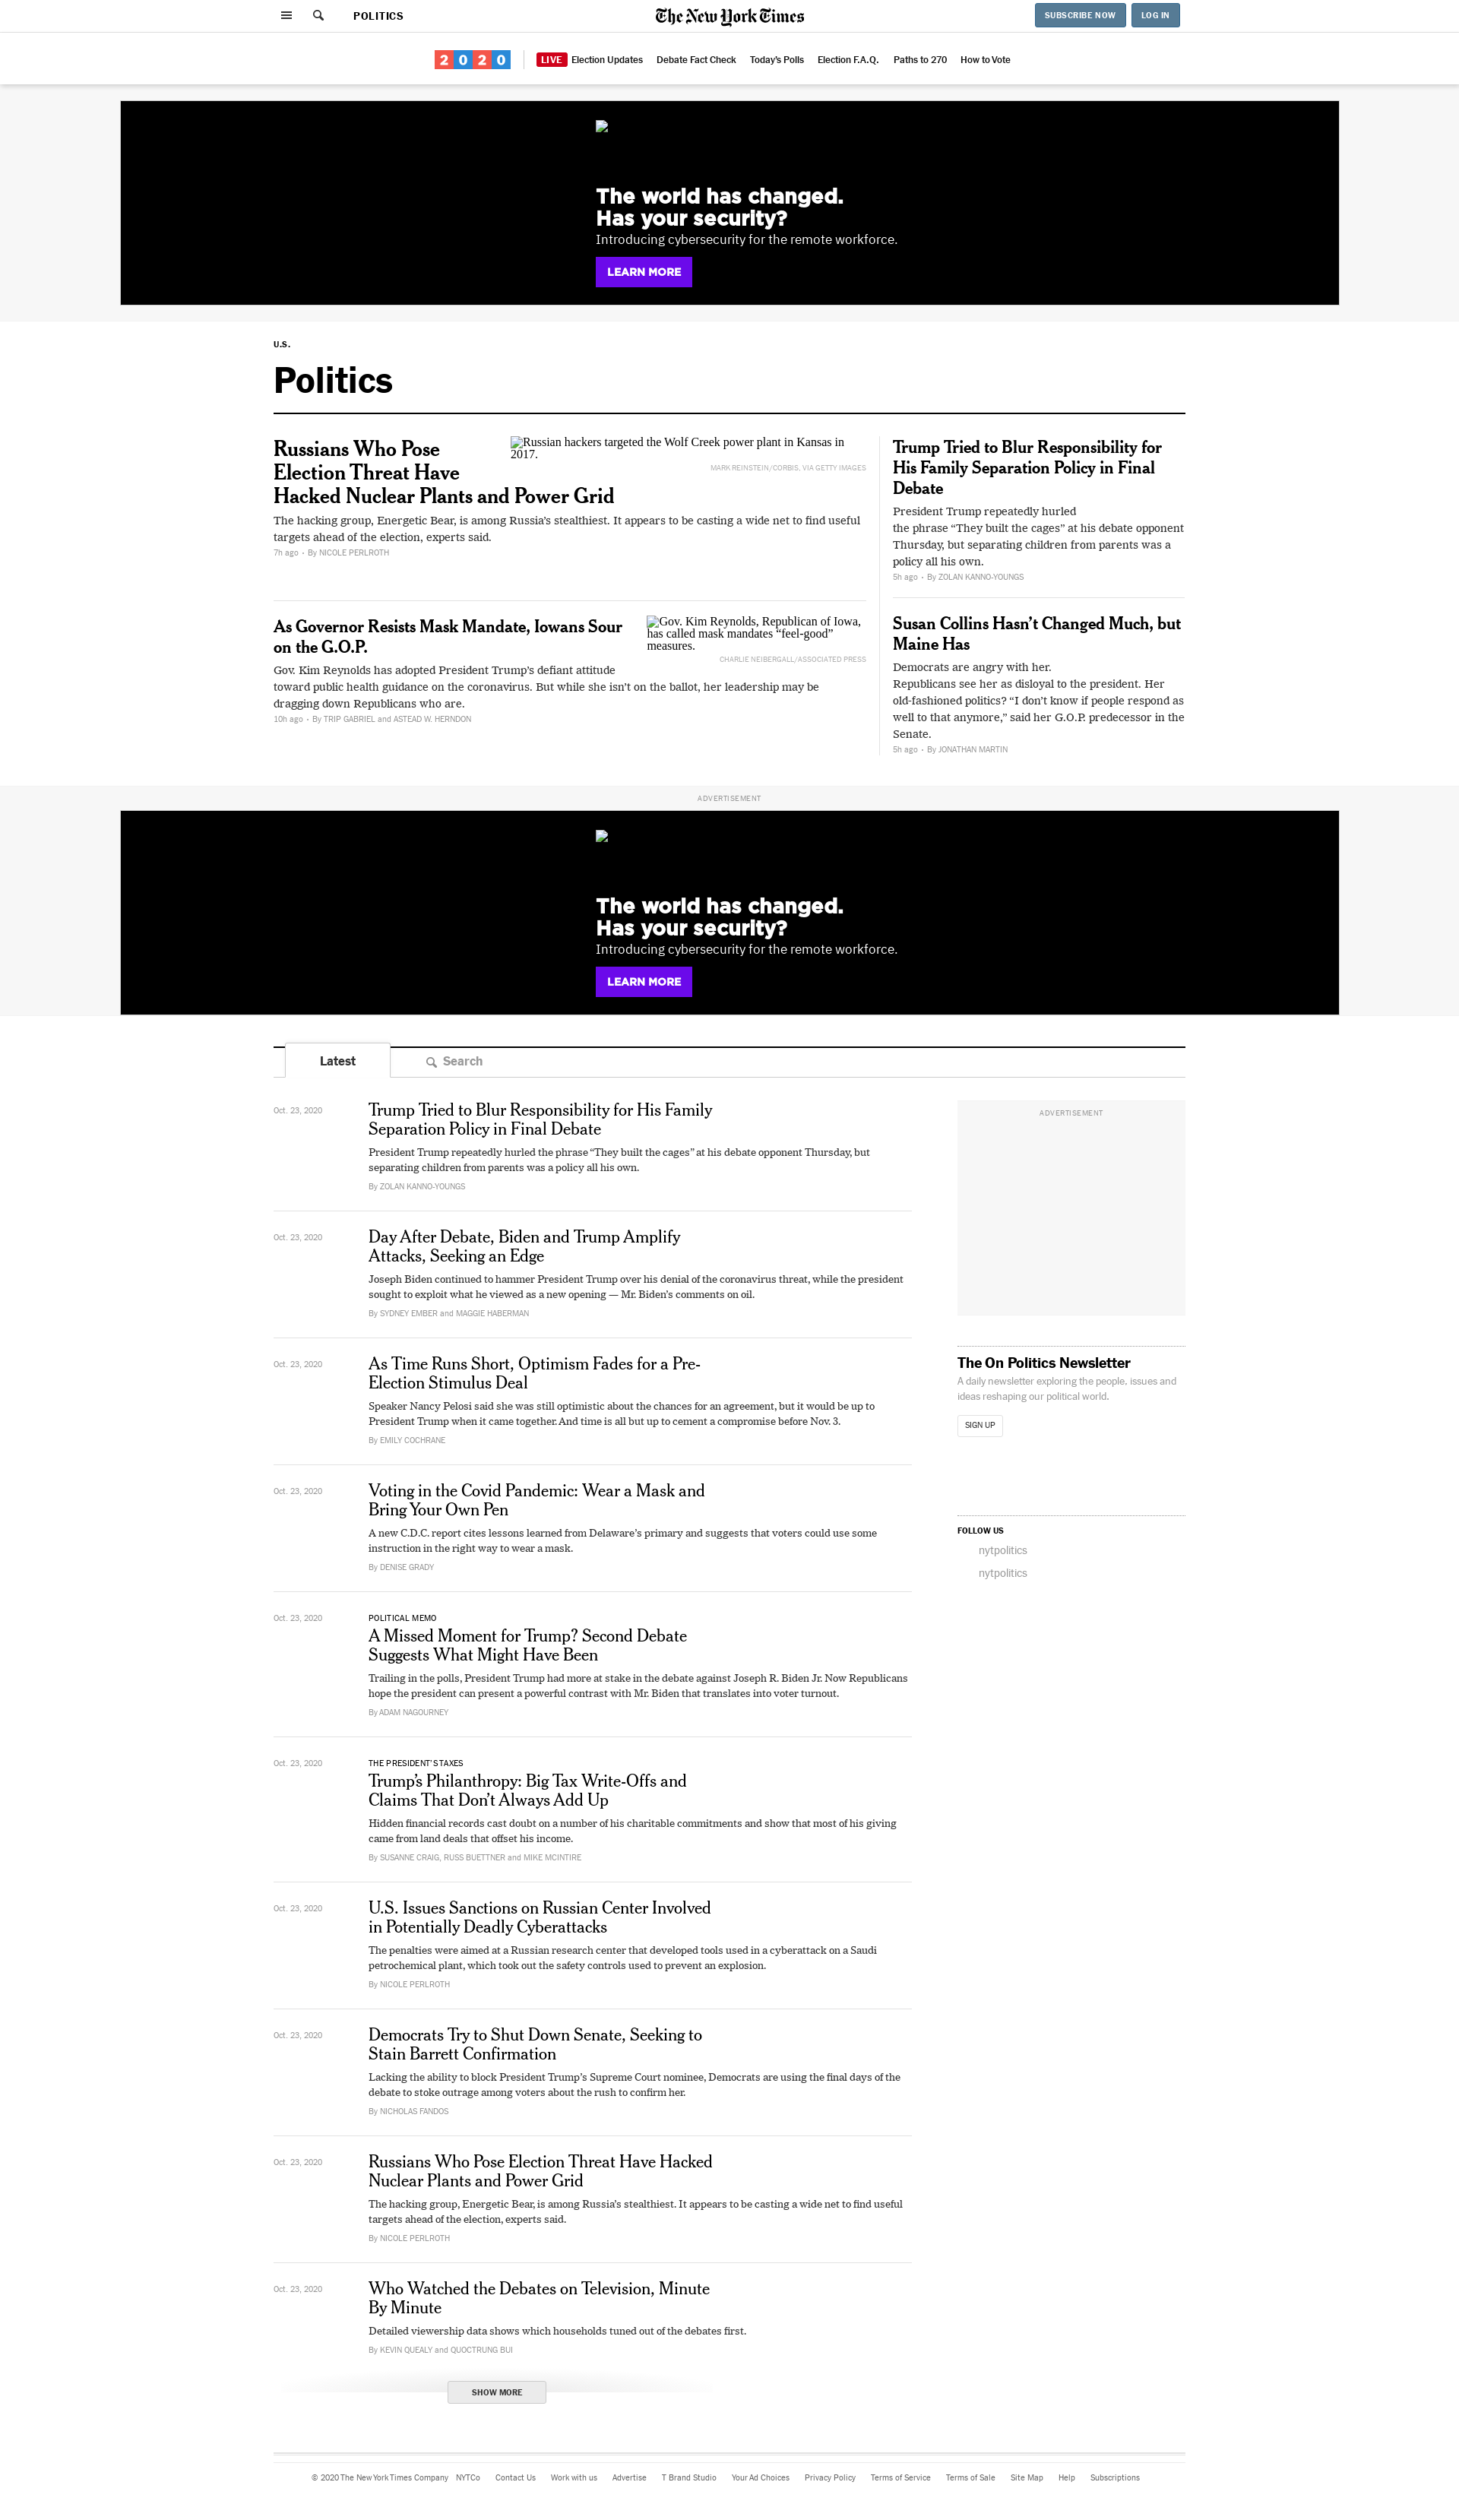 POLITICS
The New York Times
SUBSCRIBE NOW
LOG IN
2020
LIVE Election Updates
Debate Fact Check
Today's Polls
Election F.A.Q.
Paths to 270
How to Vote
The world has changed.
Has your security?
Introducing cybersecurity for the remote workforce.
LEARN MORE
U.S.
Politics
Russians Who Pose
Election Threat Have
Hacked Nuclear Plants and Power Grid
Russian hackers targeted the Wolf Creek power plant in Kansas in
2017.
MARK REINSTEIN/CORBIS, VIA GETTY IMAGES
The hacking group, Energetic Bear, is among Russia’s stealthiest. It appears to be casting a wide net to find useful
targets ahead of the election, experts said.
7h ago • By NICOLE PERLROTH
As Governor Resists Mask Mandate, Iowans Sour
on the G.O.P.
Gov. Kim Reynolds, Republican of Iowa,
has called mask mandates “feel-good”
measures.
CHARLIE NEIBERGALL/ASSOCIATED PRESS
Gov. Kim Reynolds has adopted President Trump’s defiant attitude
toward public health guidance on the coronavirus. But while she isn’t on the ballot, her leadership may be
dragging down Republicans who are.
10h ago • By TRIP GABRIEL and ASTEAD W. HERNDON
Trump Tried to Blur Responsibility for
His Family Separation Policy in Final
Debate
President Trump repeatedly hurled
the phrase “They built the cages” at his debate opponent
Thursday, but separating children from parents was a
policy all his own.
5h ago • By ZOLAN KANNO-YOUNGS
Susan Collins Hasn’t Changed Much, but
Maine Has
Democrats are angry with her.
Republicans see her as disloyal to the president. Her
old-fashioned politics? “I don’t know if people respond as
well to that anymore,” said her G.O.P. predecessor in the
Senate.
5h ago • By JONATHAN MARTIN
ADVERTISEMENT
The world has changed.
Has your security?
Introducing cybersecurity for the remote workforce.
LEARN MORE
Latest
Search
Oct. 23, 2020
Trump Tried to Blur Responsibility for His Family
Separation Policy in Final Debate
President Trump repeatedly hurled the phrase “They built the cages” at his debate opponent Thursday, but
separating children from parents was a policy all his own.
By ZOLAN KANNO-YOUNGS
Oct. 23, 2020
Day After Debate, Biden and Trump Amplify
Attacks, Seeking an Edge
Joseph Biden continued to hammer President Trump over his denial of the coronavirus threat, while the president
sought to exploit what he viewed as a new opening — Mr. Biden’s comments on oil.
By SYDNEY EMBER and MAGGIE HABERMAN
Oct. 23, 2020
As Time Runs Short, Optimism Fades for a Pre-
Election Stimulus Deal
Speaker Nancy Pelosi said she was still optimistic about the chances for an agreement, but it would be up to
President Trump when it came together. And time is all but up to cement a compromise before Nov. 3.
By EMILY COCHRANE
Oct. 23, 2020
Voting in the Covid Pandemic: Wear a Mask and
Bring Your Own Pen
A new C.D.C. report cites lessons learned from Delaware’s primary and suggests that voters could use some
instruction in the right way to wear a mask.
By DENISE GRADY
Oct. 23, 2020
POLITICAL MEMO
A Missed Moment for Trump? Second Debate
Suggests What Might Have Been
Trailing in the polls, President Trump had more at stake in the debate against Joseph R. Biden Jr. Now Republicans
hope the president can present a powerful contrast with Mr. Biden that translates into voter turnout.
By ADAM NAGOURNEY
Oct. 23, 2020
THE PRESIDENT’S TAXES
Trump’s Philanthropy: Big Tax Write-Offs and
Claims That Don’t Always Add Up
Hidden financial records cast doubt on a number of his charitable commitments and show that most of his giving
came from land deals that offset his income.
By SUSANNE CRAIG, RUSS BUETTNER and MIKE MCINTIRE
Oct. 23, 2020
U.S. Issues Sanctions on Russian Center Involved
in Potentially Deadly Cyberattacks
The penalties were aimed at a Russian research center that developed tools used in a cyberattack on a Saudi
petrochemical plant, which took out the safety controls used to prevent an explosion.
By NICOLE PERLROTH
Oct. 23, 2020
Democrats Try to Shut Down Senate, Seeking to
Stain Barrett Confirmation
Lacking the ability to block President Trump’s Supreme Court nominee, Democrats are using the final days of the
debate to stoke outrage among voters about the rush to confirm her.
By NICHOLAS FANDOS
Oct. 23, 2020
Russians Who Pose Election Threat Have Hacked
Nuclear Plants and Power Grid
The hacking group, Energetic Bear, is among Russia’s stealthiest. It appears to be casting a wide net to find useful
targets ahead of the election, experts said.
By NICOLE PERLROTH
Oct. 23, 2020
Who Watched the Debates on Television, Minute
By Minute
Detailed viewership data shows which households tuned out of the debates first.
By KEVIN QUEALY and QUOCTRUNG BUI
SHOW MORE
ADVERTISEMENT
The On Politics Newsletter
A daily newsletter exploring the people, issues and
ideas reshaping our political world.
SIGN UP
FOLLOW US
nytpolitics
nytpolitics
© 2020 The New York Times Company
NYTCo
Contact Us
Work with us
Advertise
T Brand Studio
Your Ad Choices
Privacy Policy
Terms of Service
Terms of Sale
Site Map
Help
Subscriptions